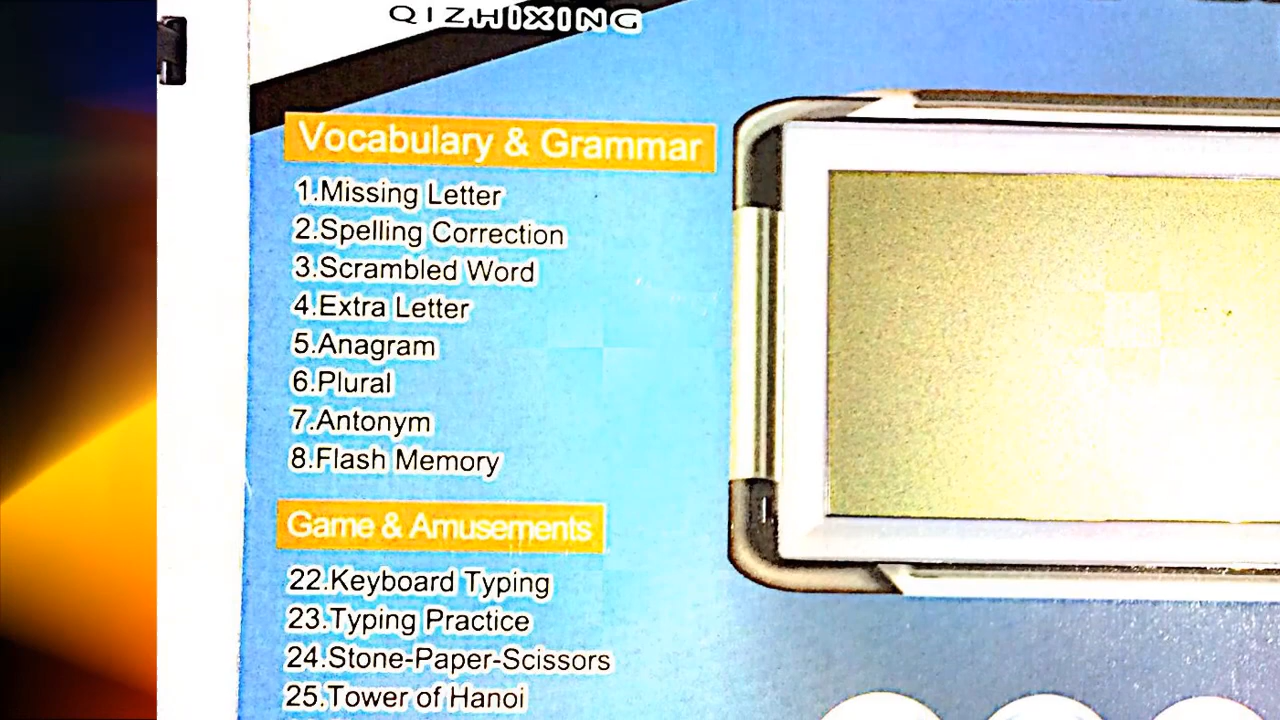 QIZHIXING
Vocabulary & Grammar
1.Missing Letter
2.Spelling Correction
3.Scrambled Word
4.Extra Letter
5.Anagram
6.Plural
7.Antonym
8.Flash Memory
Game & Amusements
22.Keyboard Typing
23.Typing Practice
24.Stone-Paper-Scissors
25.Tower of Hanoi